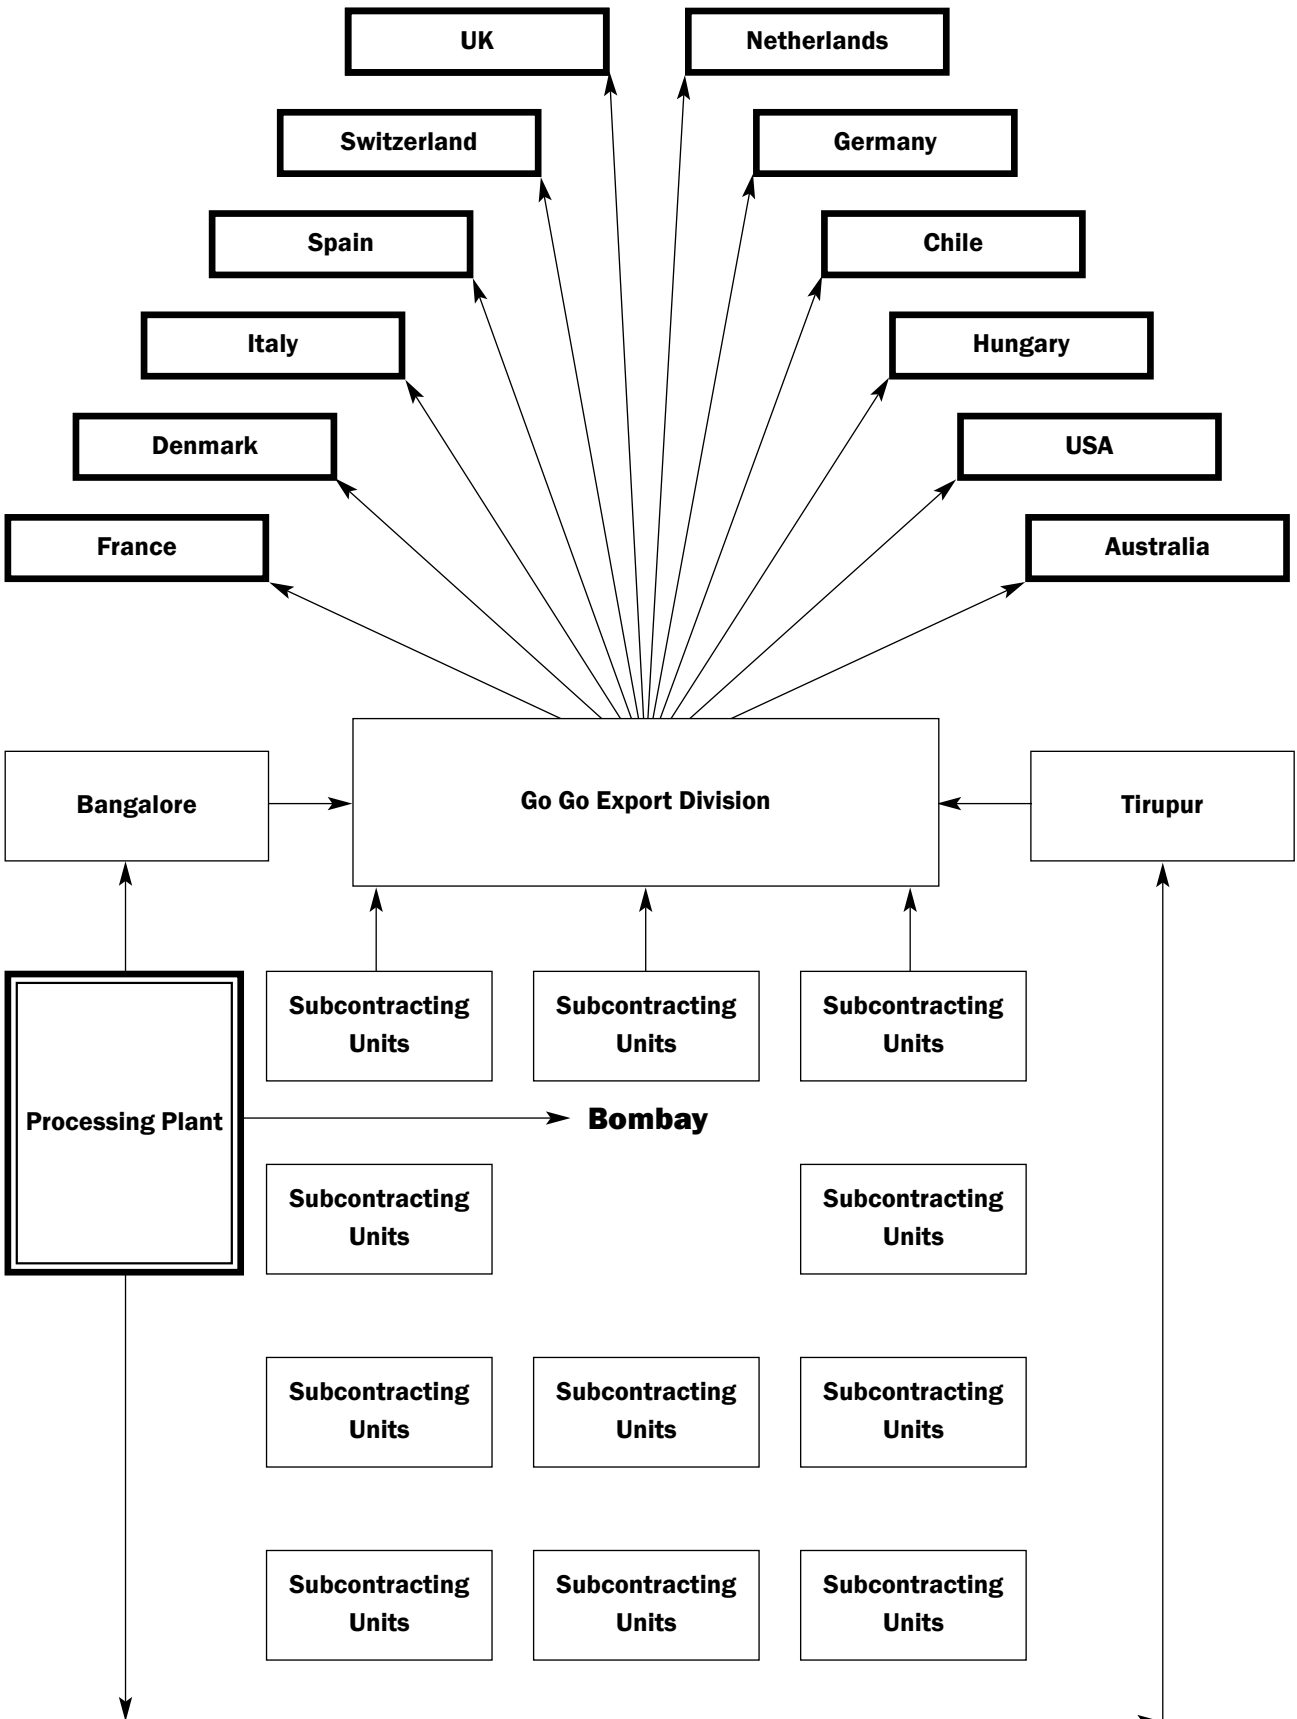 UK
Netherlands
Switzerland
Germany
Spain
Chile
Italy
Hungary
Denmark
USA
France
Australia
Bangalore
Go Go Export Division
Tirupur
Subcontracting
Units
Subcontracting
Units
Subcontracting
Units
Processing Plant
Bombay
Subcontracting
Units
Subcontracting
Units
Subcontracting
Units
Subcontracting
Units
Subcontracting
Units
Subcontracting
Units
Subcontracting
Units
Subcontracting
Units